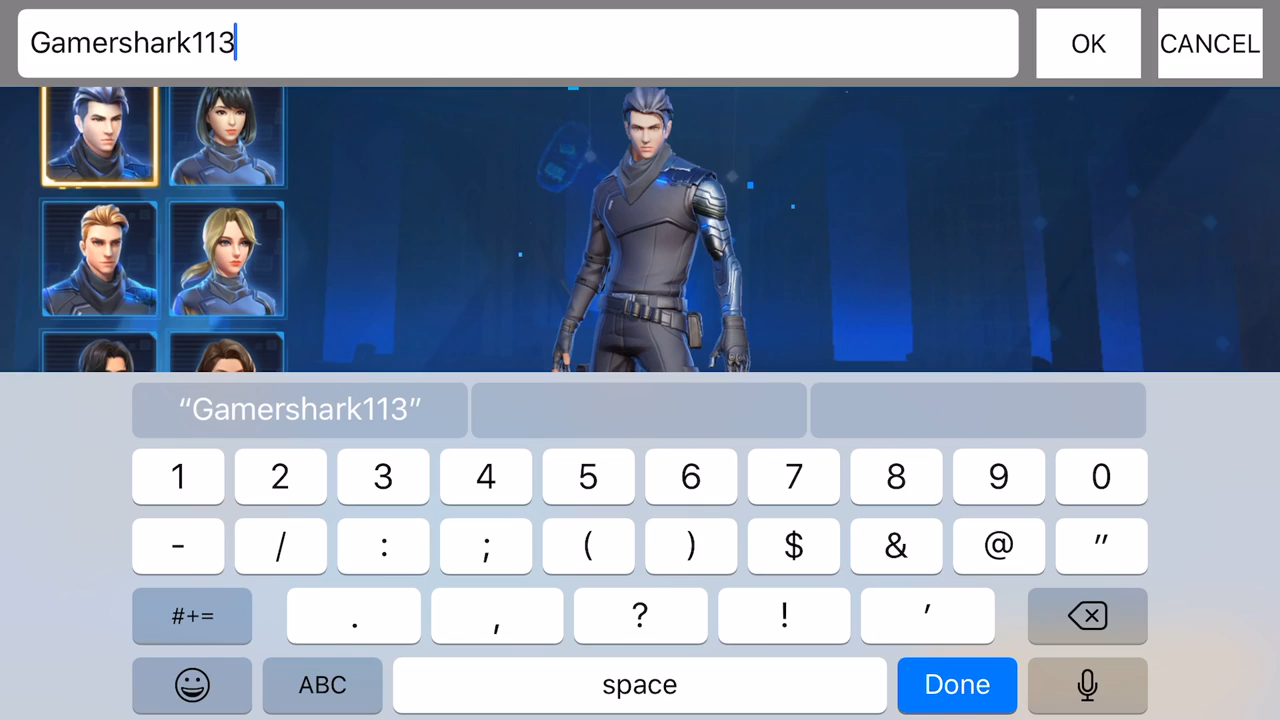 Gamershark113
OK
CANCEL
“Gamershark113”
1 2 3 4 5 6 7 8 9 0
- / : ; ( ) $ & @ ”
#+= . , ? ! ’
ABC space Done